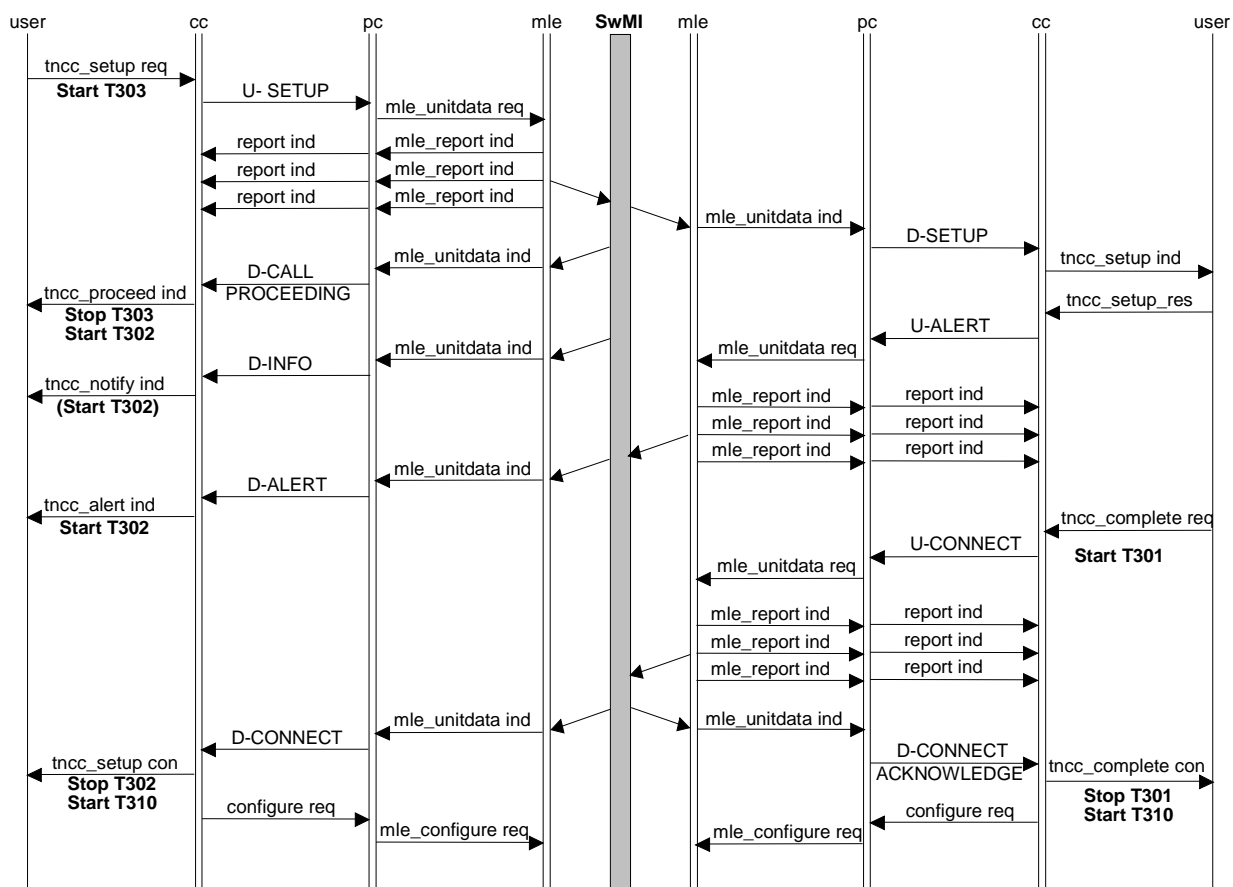 user cc pc mle SwMI mle pc cc user
tncc_setup req
Start T303
U- SETUP
mle_unitdata req
report ind mle_report ind
report ind mle_report ind
report ind mle_report ind
mle_unitdata ind
D-SETUP
tncc_setup ind
mle_unitdata ind
D-CALL
PROCEEDING
tncc_proceed ind
Stop T303
Start T302
tncc_setup_res
U-ALERT
mle_unitdata req
mle_unitdata ind
D-INFO
tncc_notify ind
(Start T302)
mle_report ind report ind
mle_report ind report ind
mle_report ind report ind
mle_unitdata ind
D-ALERT
tncc_alert ind
Start T302
tncc_complete req
Start T301
U-CONNECT
mle_unitdata req
mle_report ind report ind
mle_report ind report ind
mle_report ind report ind
mle_unitdata ind
D-CONNECT
tncc_setup con
Stop T302
Start T310
configure req
mle_configure req
mle_unitdata ind
D-CONNECT
ACKNOWLEDGE
tncc_complete con
Stop T301
Start T310
configure req
mle_configure req